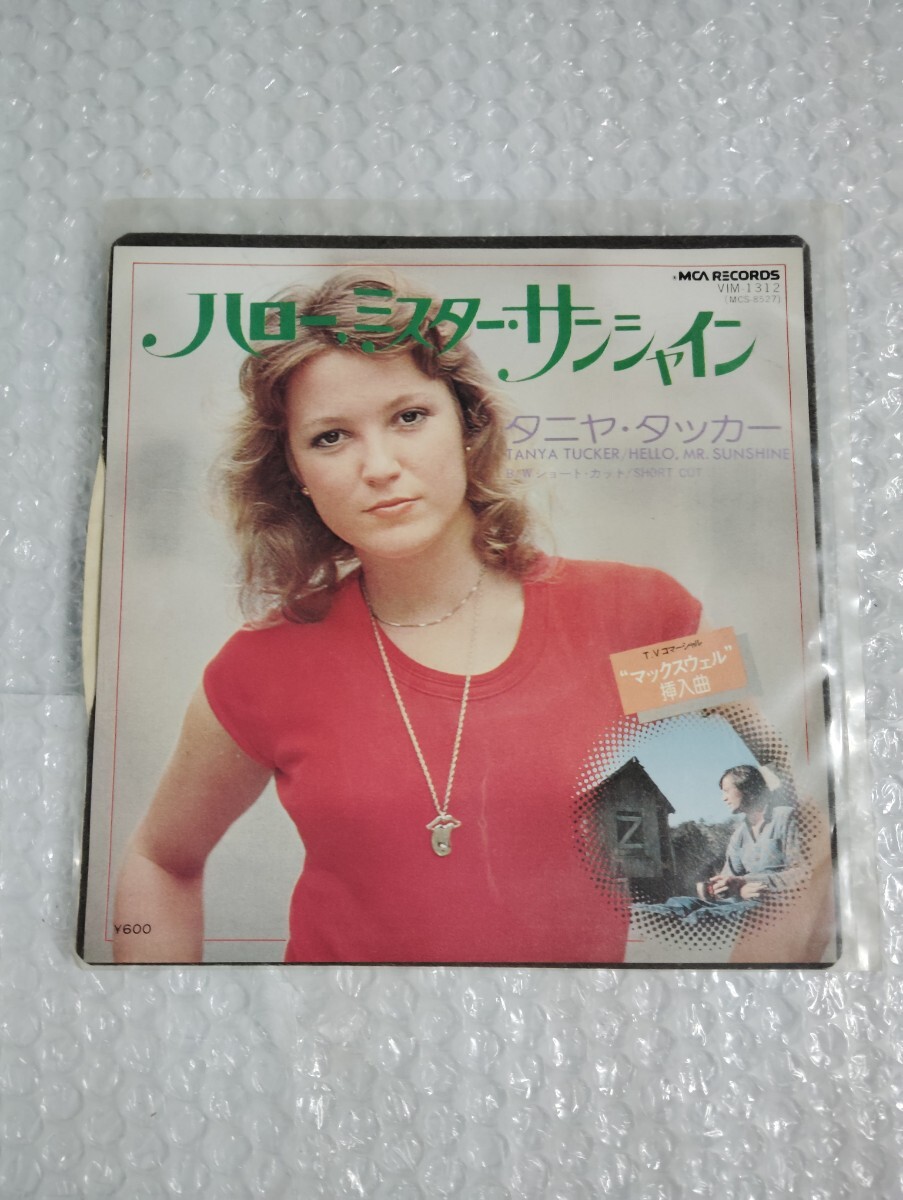 MCA RECORDS
VIM-1312
(MCS-8527)
ハロー、ミスター・サンシャイン
タニヤ・タッカー
TANYA TUCKER/HELLO, MR. SUNSHINE
B/W ショート・カット/SHORT CUT
T.Vコマーシャル
"マックスウェル"
挿入曲
¥600